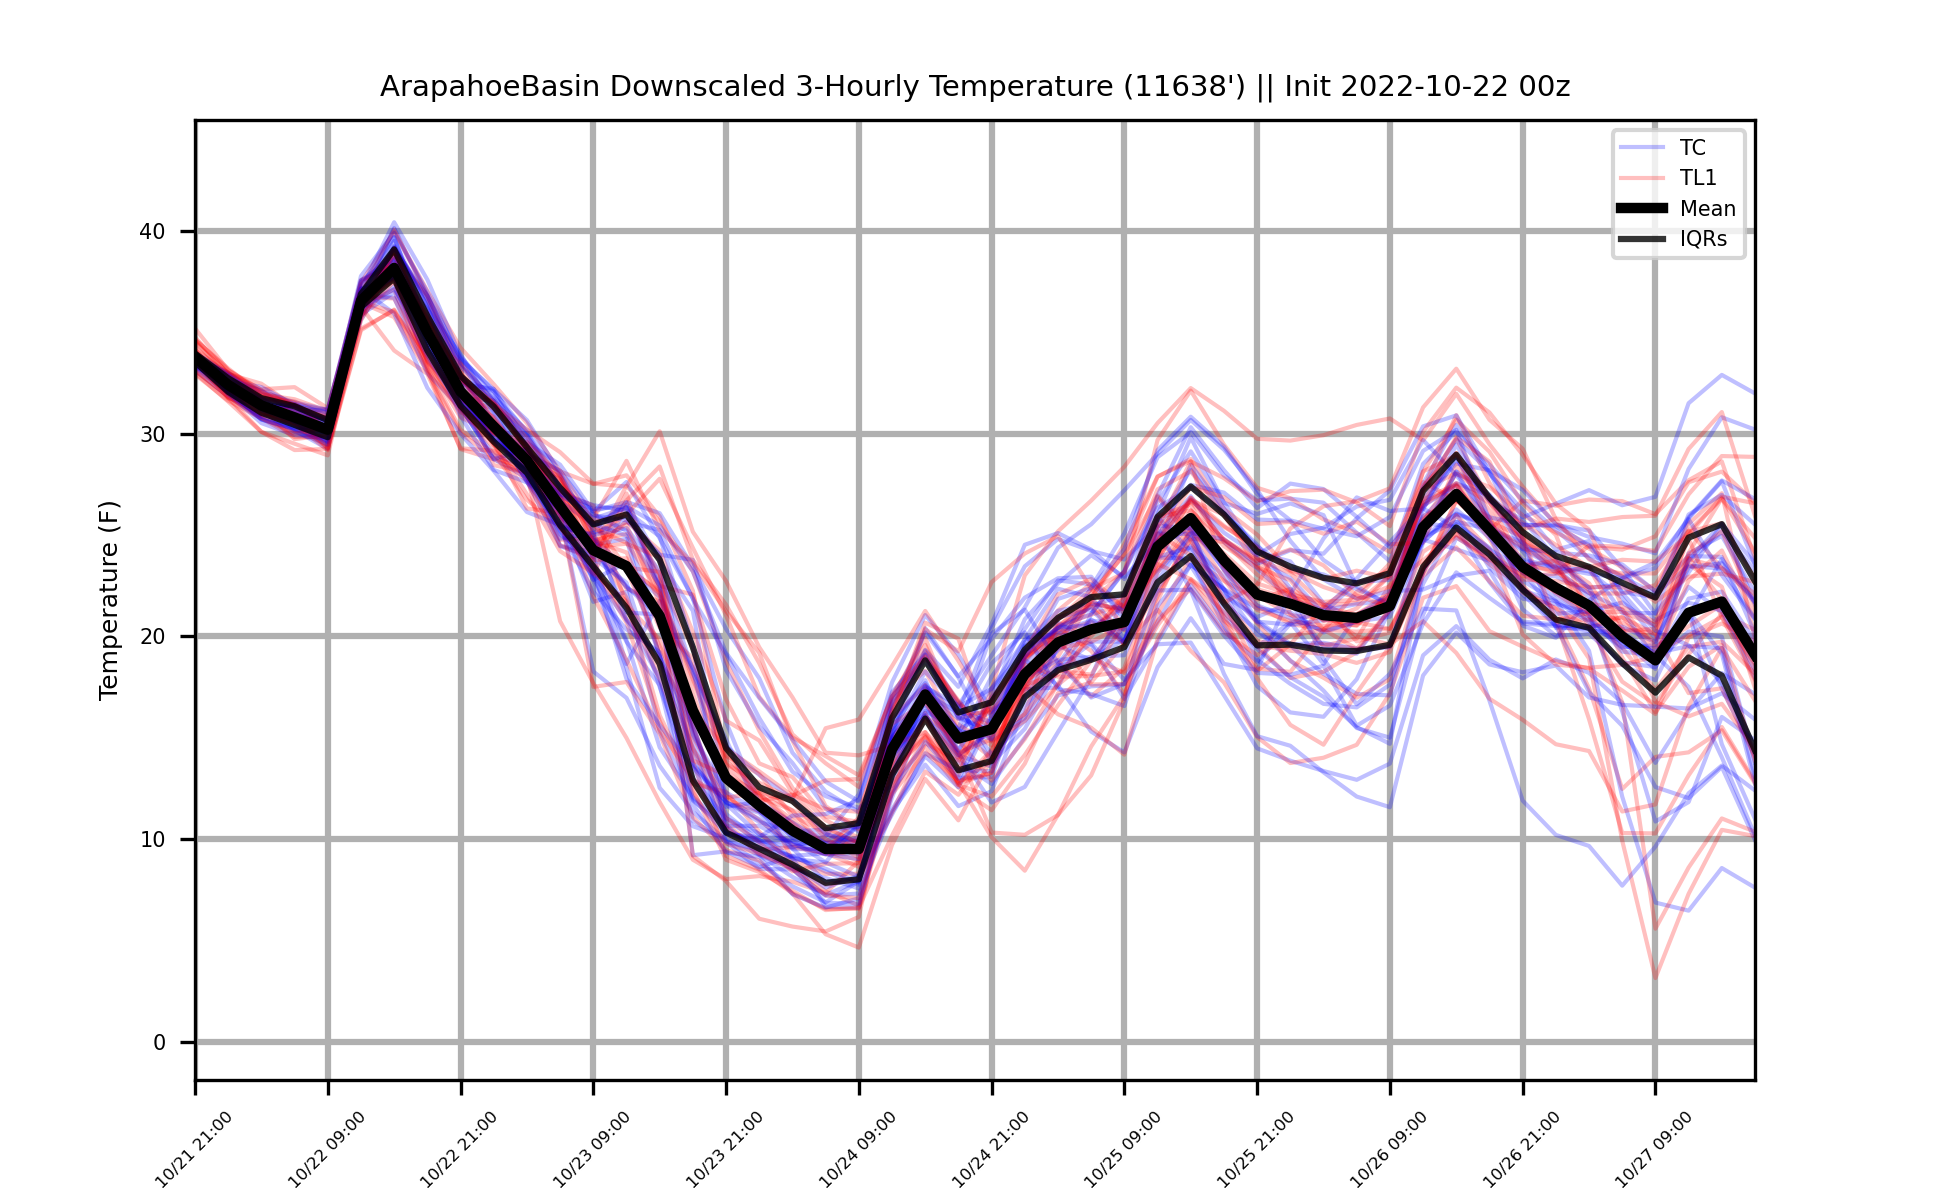 ArapahoeBasin Downscaled 3-Hourly Temperature (11638') || Init 2022-10-22 00z
TC
TL1
Mean
IQRs
Temperature (F)
40
30
20
10
0
10/21 21:00
10/22 09:00
10/22 21:00
10/23 09:00
10/23 21:00
10/24 09:00
10/24 21:00
10/25 09:00
10/25 21:00
10/26 09:00
10/26 21:00
10/27 09:00